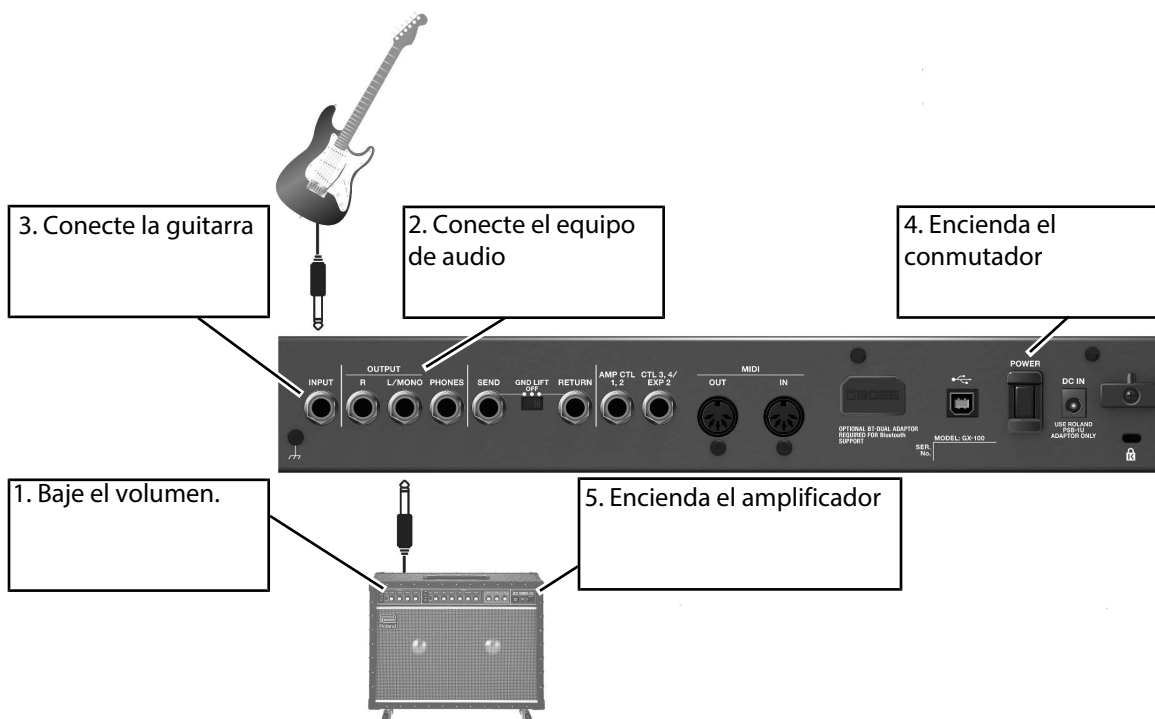 3. Conecte la guitarra
2. Conecte el equipo
de audio
4. Encienda el
conmutador
OUTPUT
INPUT
R
L/MONO
PHONES
SEND
GND LIFT
OFF
RETURN
AMP CTL
1, 2
CTL 3, 4/
EXP 2
MIDI
OUT
IN
BOSS
OPTIONAL BT-DUAL ADAPTOR
REQUIRED FOR Bluetooth
SUPPORT
SER.
No.
MODEL: GX-100
POWER
DC IN
USE ROLAND
PSB-1U
ADAPTOR ONLY
K
1. Baje el volumen.
5. Encienda el amplificador
Roland